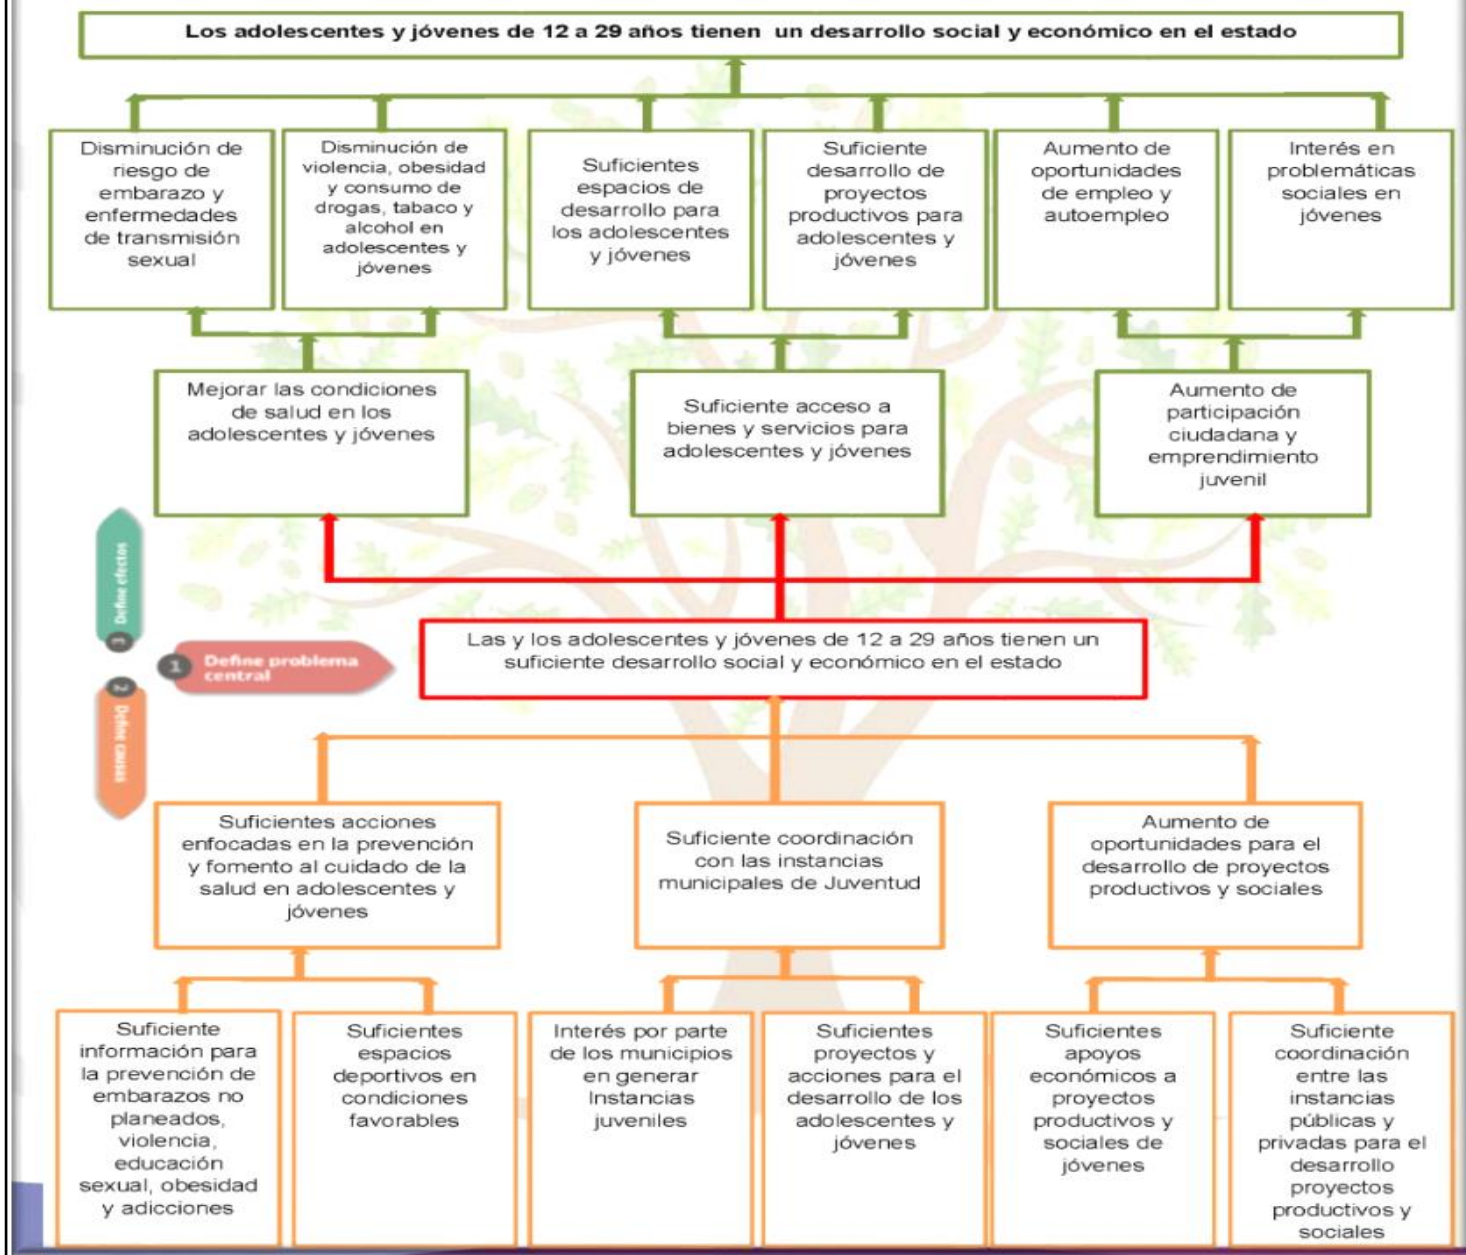 Los adolescentes y jóvenes de 12 a 29 años tienen un desarrollo social y económico en el estado
Disminución de
riesgo de
embarazo y
enfermedades
de transmisión
sexual
Disminución de
violencia, obesidad
y consumo de
drogas, tabaco y
alcohol en
adolescentes y
jóvenes
Suficientes
espacios de
desarrollo para
los adolescentes
y jóvenes
Suficiente
desarrollo de
proyectos
productivos para
adolescentes y
jóvenes
Aumento de
oportunidades
de empleo y
autoempleo
Interés en
problemáticas
sociales en
jóvenes
Mejorar las condiciones
de salud en los
adolescentes y jóvenes
Suficiente acceso a
bienes y servicios para
adolescentes y jóvenes
Aumento de
participación
ciudadana y
emprendimiento
juvenil
3 Define efectos
1 Define problema
central
2 Define causas
Las y los adolescentes y jóvenes de 12 a 29 años tienen un
suficiente desarrollo social y económico en el estado
Suficientes acciones
enfocadas en la prevención
y fomento al cuidado de la
salud en adolescentes y
jóvenes
Suficiente coordinación
con las instancias
municipales de Juventud
Aumento de
oportunidades para el
desarrollo de proyectos
productivos y sociales
Suficiente
información para
la prevención de
embarazos no
planeados,
violencia,
educación
sexual, obesidad
y adicciones
Suficientes
espacios
deportivos en
condiciones
favorables
Interés por parte
de los municipios
en generar
Instancias
juveniles
Suficientes
proyectos y
acciones para el
desarrollo de los
adolescentes y
jóvenes
Suficientes
apoyos
económicos a
proyectos
productivos y
sociales de
jóvenes
Suficiente
coordinación
entre las
instancias
públicas y
privadas para el
desarrollo
proyectos
productivos y
sociales